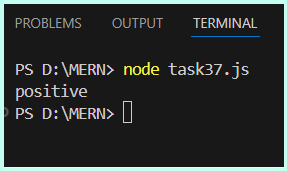 PROBLEMS OUTPUT TERMINAL
PS D:\MERN> node task37.js
positive
PS D:\MERN>